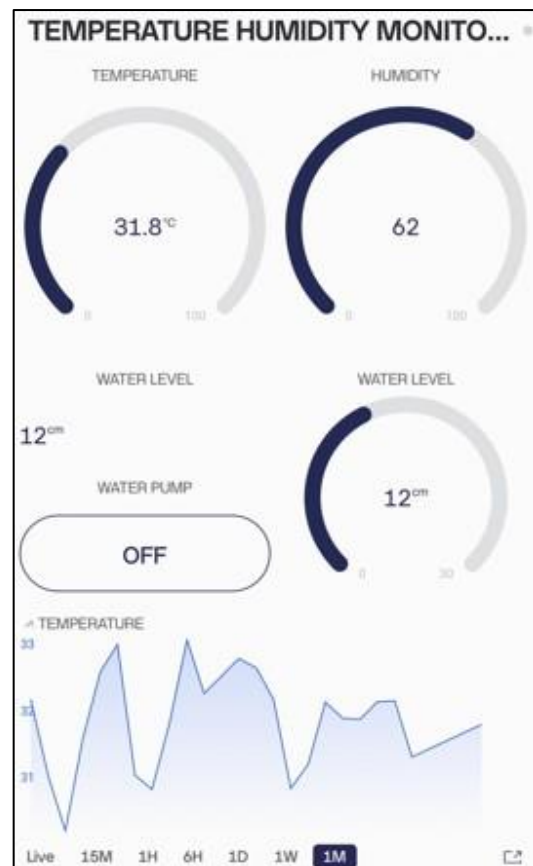 TEMPERATURE HUMIDITY MONITO...
TEMPERATURE
HUMIDITY
31.8°C
62
0 100
0 100
WATER LEVEL
WATER LEVEL
12cm
12cm
WATER PUMP
0 30
OFF
TEMPERATURE
33
32
31
Live 15M 1H 6H 1D 1W 1M